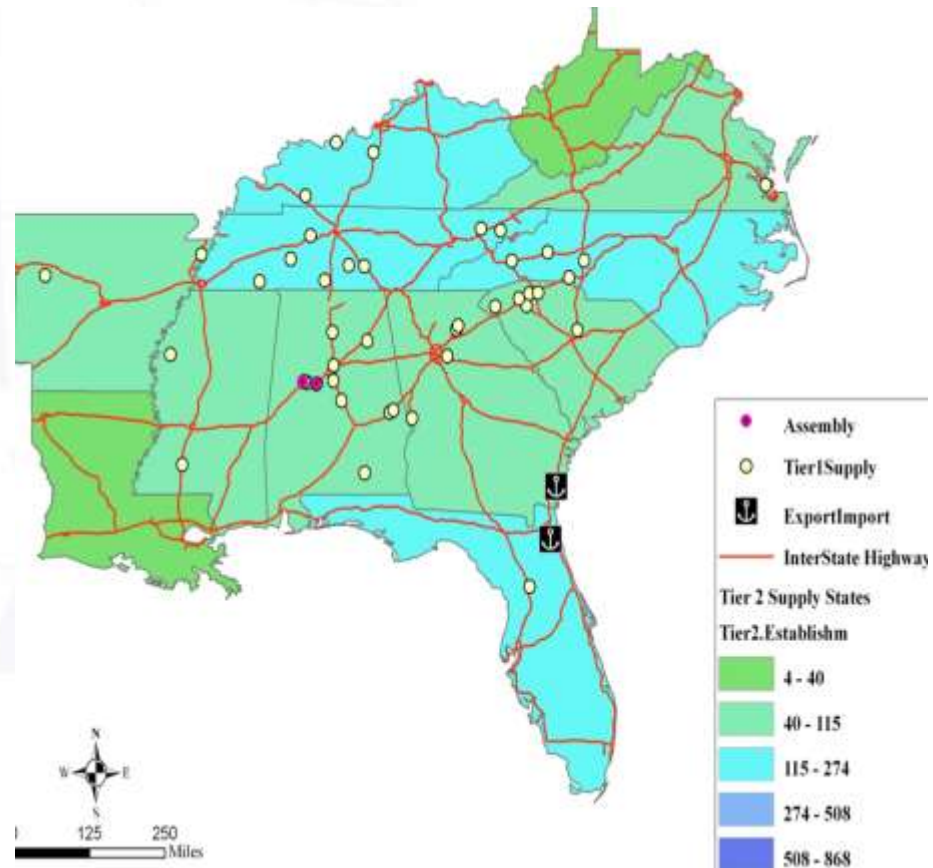 Assembly
Tier1Supply
ExportImport
InterState Highway
Tier 2 Supply States
Tier2.Establishm
4 - 40
40 - 115
115 - 274
274 - 508
508 - 868
N
W E
S
125 250
Miles